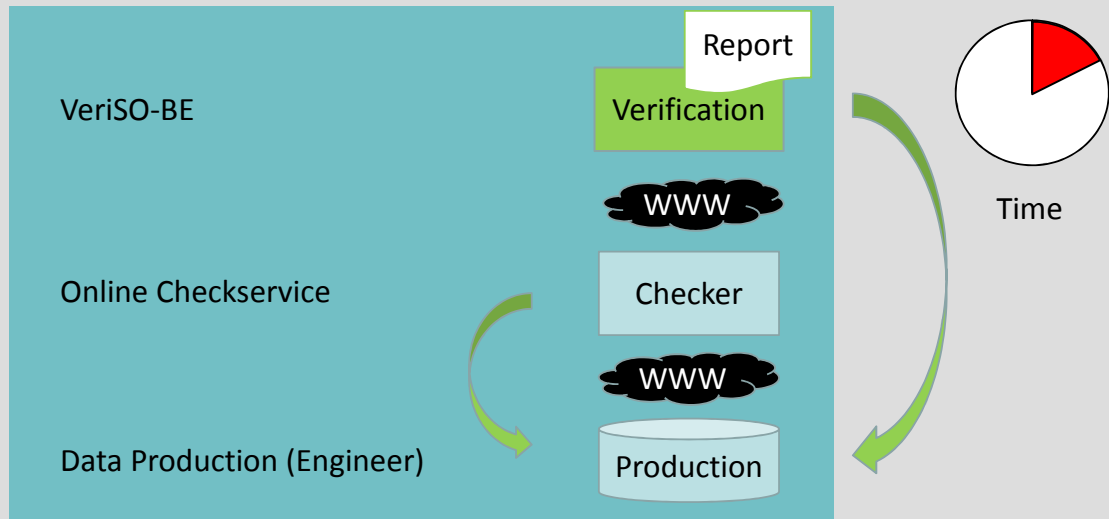 Report
VeriSO-BE
Verification
WWW
Time
Online Checkservice
Checker
WWW
Data Production (Engineer)
Production